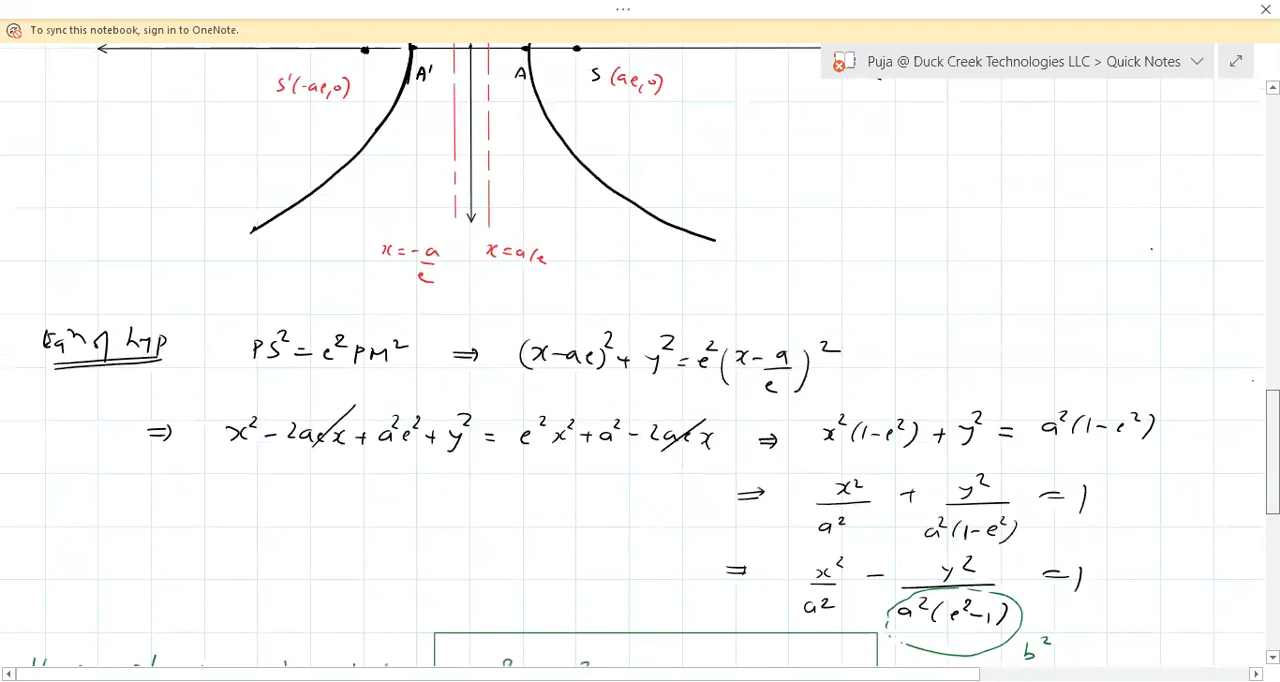 To sync this notebook, sign in to OneNote.
Puja @ Duck Creek Technologies LLC > Quick Notes
S'(-ae,0) A' A S (ae,0)
x = -a/e x = a/e
Eqⁿ of hyp PS² = e² PM² ⇒ (x-ae)² + y² = e²(x - a/e)²
⇒ x² - 2aex + a²e² + y² = e²x² + a² - 2aex ⇒ x²(1-e²) + y² = a²(1-e²)
⇒ x²/a² + y²/a²(1-e²) = 1
= x²/a² - y²/a²(e²-1) = 1
b²